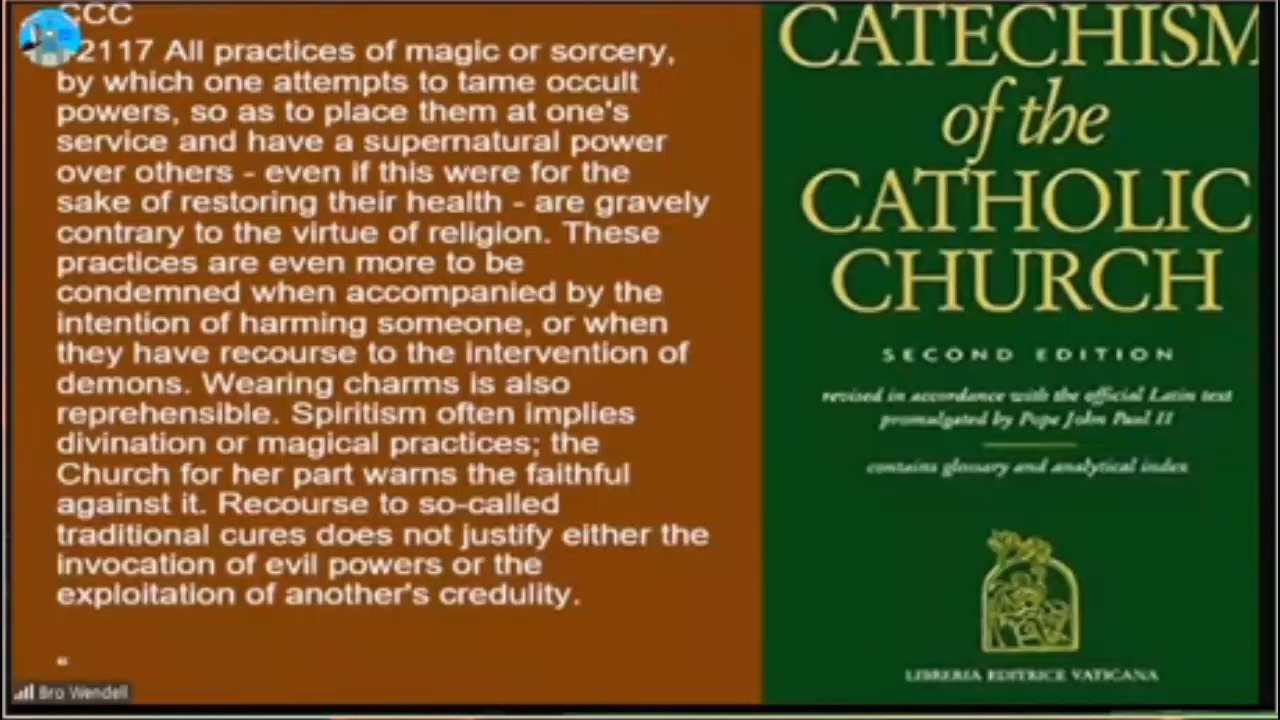 CCC
2117 All practices of magic or sorcery,
by which one attempts to tame occult
powers, so as to place them at one's
service and have a supernatural power
over others - even if this were for the
sake of restoring their health - are gravely
contrary to the virtue of religion. These
practices are even more to be
condemned when accompanied by the
intention of harming someone, or when
they have recourse to the intervention of
demons. Wearing charms is also
reprehensible. Spiritism often implies
divination or magical practices; the
Church for her part warns the faithful
against it. Recourse to so-called
traditional cures does not justify either the
invocation of evil powers or the
exploitation of another's credulity.
"
Bro Wendell
CATECHISM
of the
CATHOLIC
CHURCH
SECOND EDITION
revised in accordance with the official Latin text
promulgated by Pope John Paul II
contains glossary and analytical index
LIBRERIA EDITRICE VATICANA